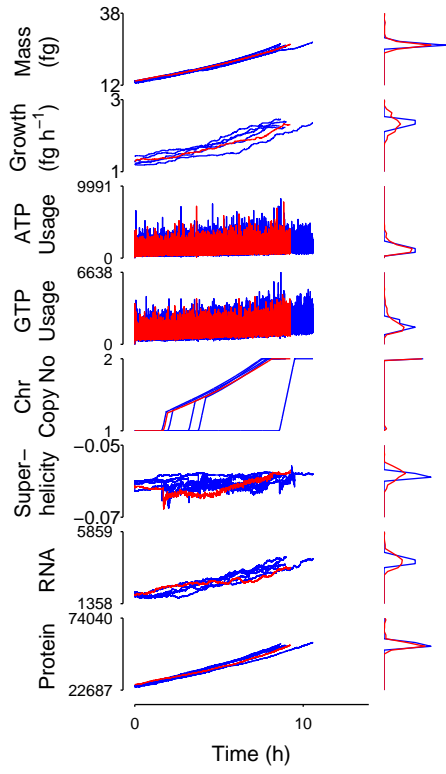 38
Mass
(fg)
12
3
Growth
(fg h−1)
1
9991
ATP
Usage
0
6638
GTP
Usage
0
2
Chr
Copy No
1
−0.05
Super−
helicity
−0.07
5859
RNA
1358
74040
Protein
22687
0 10
Time (h)